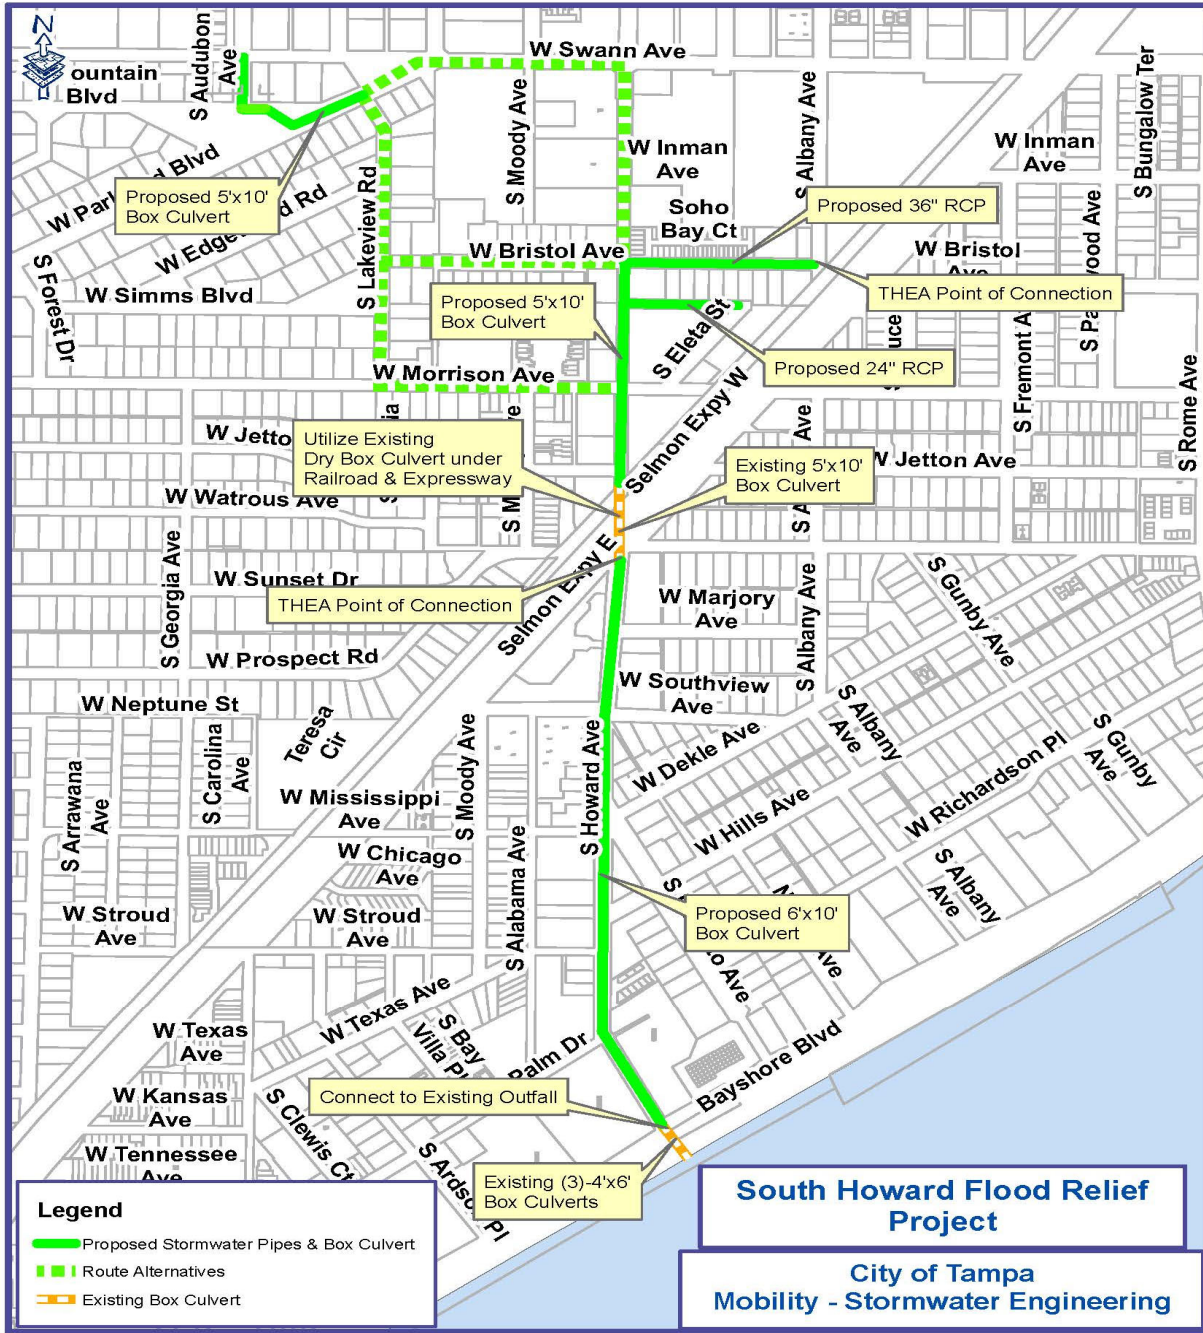 N
W Swann Ave
S Audubon
Ave
ountain
Blvd
S Moody Ave
S Albany Ave
W Inman
Ave
W Inman
Ave
S Bungalow Ter
Proposed 5'x10'
Box Culvert
S Lakeview Rd
Soho
Bay Ct
Proposed 36" RCP
W Bristol Ave
W Bristol
THEA Point of Connection
S Forest Dr
W Simms Blvd
Proposed 5'x10'
Box Culvert
S Eleta St
Proposed 24" RCP
S Fremont A
W Morrison Ave
Selmon Expy W
S Rome Ave
W Jetto
Utilize Existing
Dry Box Culvert under
Railroad & Expressway
Existing 5'x10'
Box Culvert
W Jetton Ave
W Watrous Ave
S Georgia Ave
W Sunset Dr
THEA Point of Connection
Selmon Expy E
W Marjory
Ave
S Albany Ave
S Gunby Ave
W Prospect Rd
W Southview
Ave
W Neptune St
Teresa
Cir
S Carolina
Ave
S Arrawana
Ave
S Moody Ave
S Howard Ave
W Dekle Ave
S Albany
Ave
S Gunby
Ave
W Mississippi
Ave
W Hills Ave
W Richardson Pl
W Chicago
Ave
S Alabama Ave
S Albany
Ave
W Stroud
Ave
W Stroud
Ave
Proposed 6'x10'
Box Culvert
Ave
o Ave
W Texas
Ave
W Texas Ave
S Bay
Villa Pl
Palm Dr
Bayshore Blvd
W Kansas
Ave
Connect to Existing Outfall
S Clewis Ct
W Tennessee
Ave
S Ards
Pl
Existing (3)-4'x6'
Box Culverts
Legend
Proposed Stormwater Pipes & Box Culvert
Route Alternatives
Existing Box Culvert
South Howard Flood Relief
Project
City of Tampa
Mobility - Stormwater Engineering